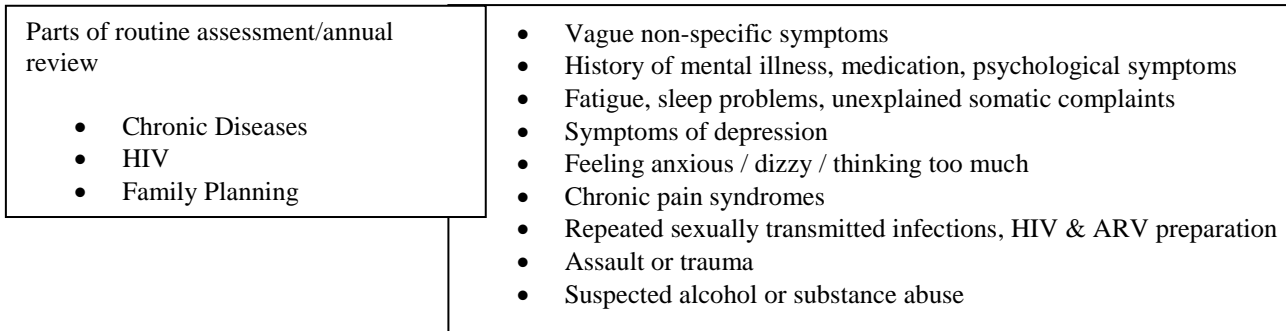 Parts of routine assessment/annual
review
• Chronic Diseases
• HIV
• Family Planning
• Vague non-specific symptoms
• History of mental illness, medication, psychological symptoms
• Fatigue, sleep problems, unexplained somatic complaints
• Symptoms of depression
• Feeling anxious / dizzy / thinking too much
• Chronic pain syndromes
• Repeated sexually transmitted infections, HIV & ARV preparation
• Assault or trauma
• Suspected alcohol or substance abuse